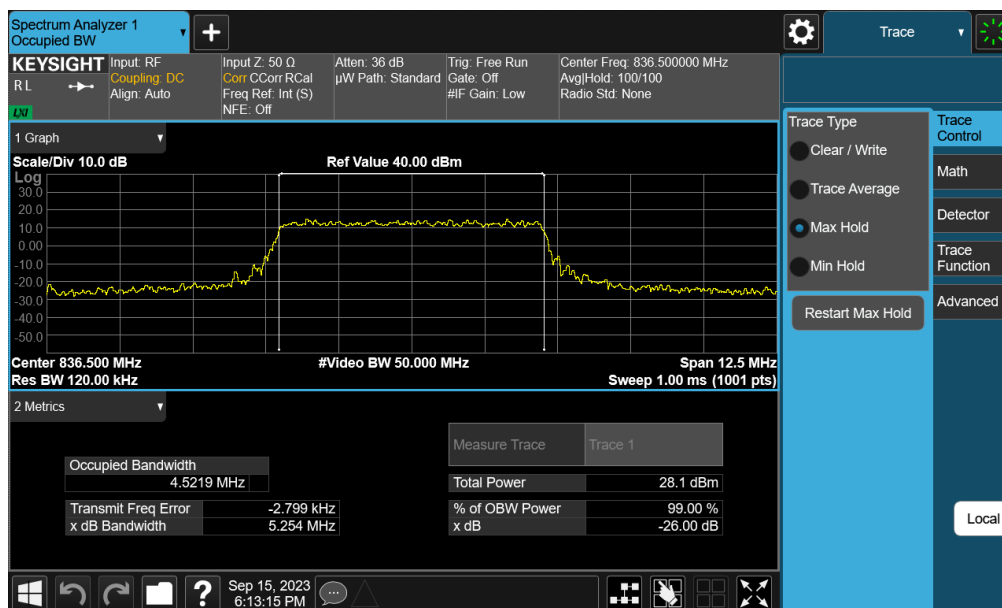 Spectrum Analyzer 1
Occupied BW
+
Trace
KEYSIGHT
R L
LXI
Input: RF
Coupling: DC
Align: Auto
Input Z: 50 Ω
Corr CCorr RCal
Freq Ref: Int (S)
NFE: Off
Atten: 36 dB
µW Path: Standard
Trig: Free Run
Gate: Off
#IF Gain: Low
Center Freq: 836.500000 MHz
Avg|Hold: 100/100
Radio Std: None
1 Graph
Scale/Div 10.0 dB
Ref Value 40.00 dBm
Log
30.0
20.0
10.0
0.00
-10.0
-20.0
-30.0
-40.0
-50.0
Center 836.500 MHz
#Video BW 50.000 MHz
Span 12.5 MHz
Res BW 120.00 kHz
Sweep 1.00 ms (1001 pts)
2 Metrics
Measure Trace
Trace 1
Occupied Bandwidth
4.5219 MHz
Total Power
28.1 dBm
Transmit Freq Error
-2.799 kHz
% of OBW Power
99.00 %
x dB Bandwidth
5.254 MHz
x dB
-26.00 dB
?
Sep 15, 2023
6:13:15 PM
Trace Type
Clear / Write
Trace Average
Max Hold
Min Hold
Restart Max Hold
Trace
Control
Math
Detector
Trace
Function
Advanced
Local